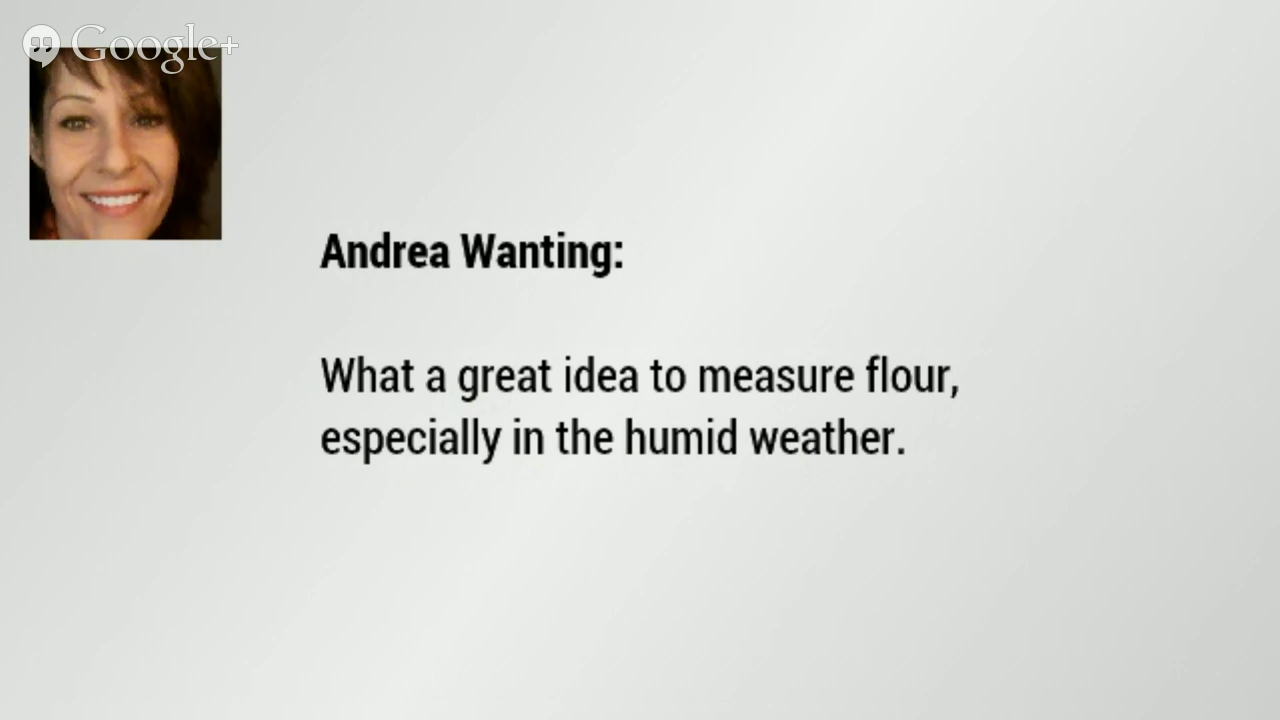 Google+
Andrea Wanting:
What a great idea to measure flour,
especially in the humid weather.